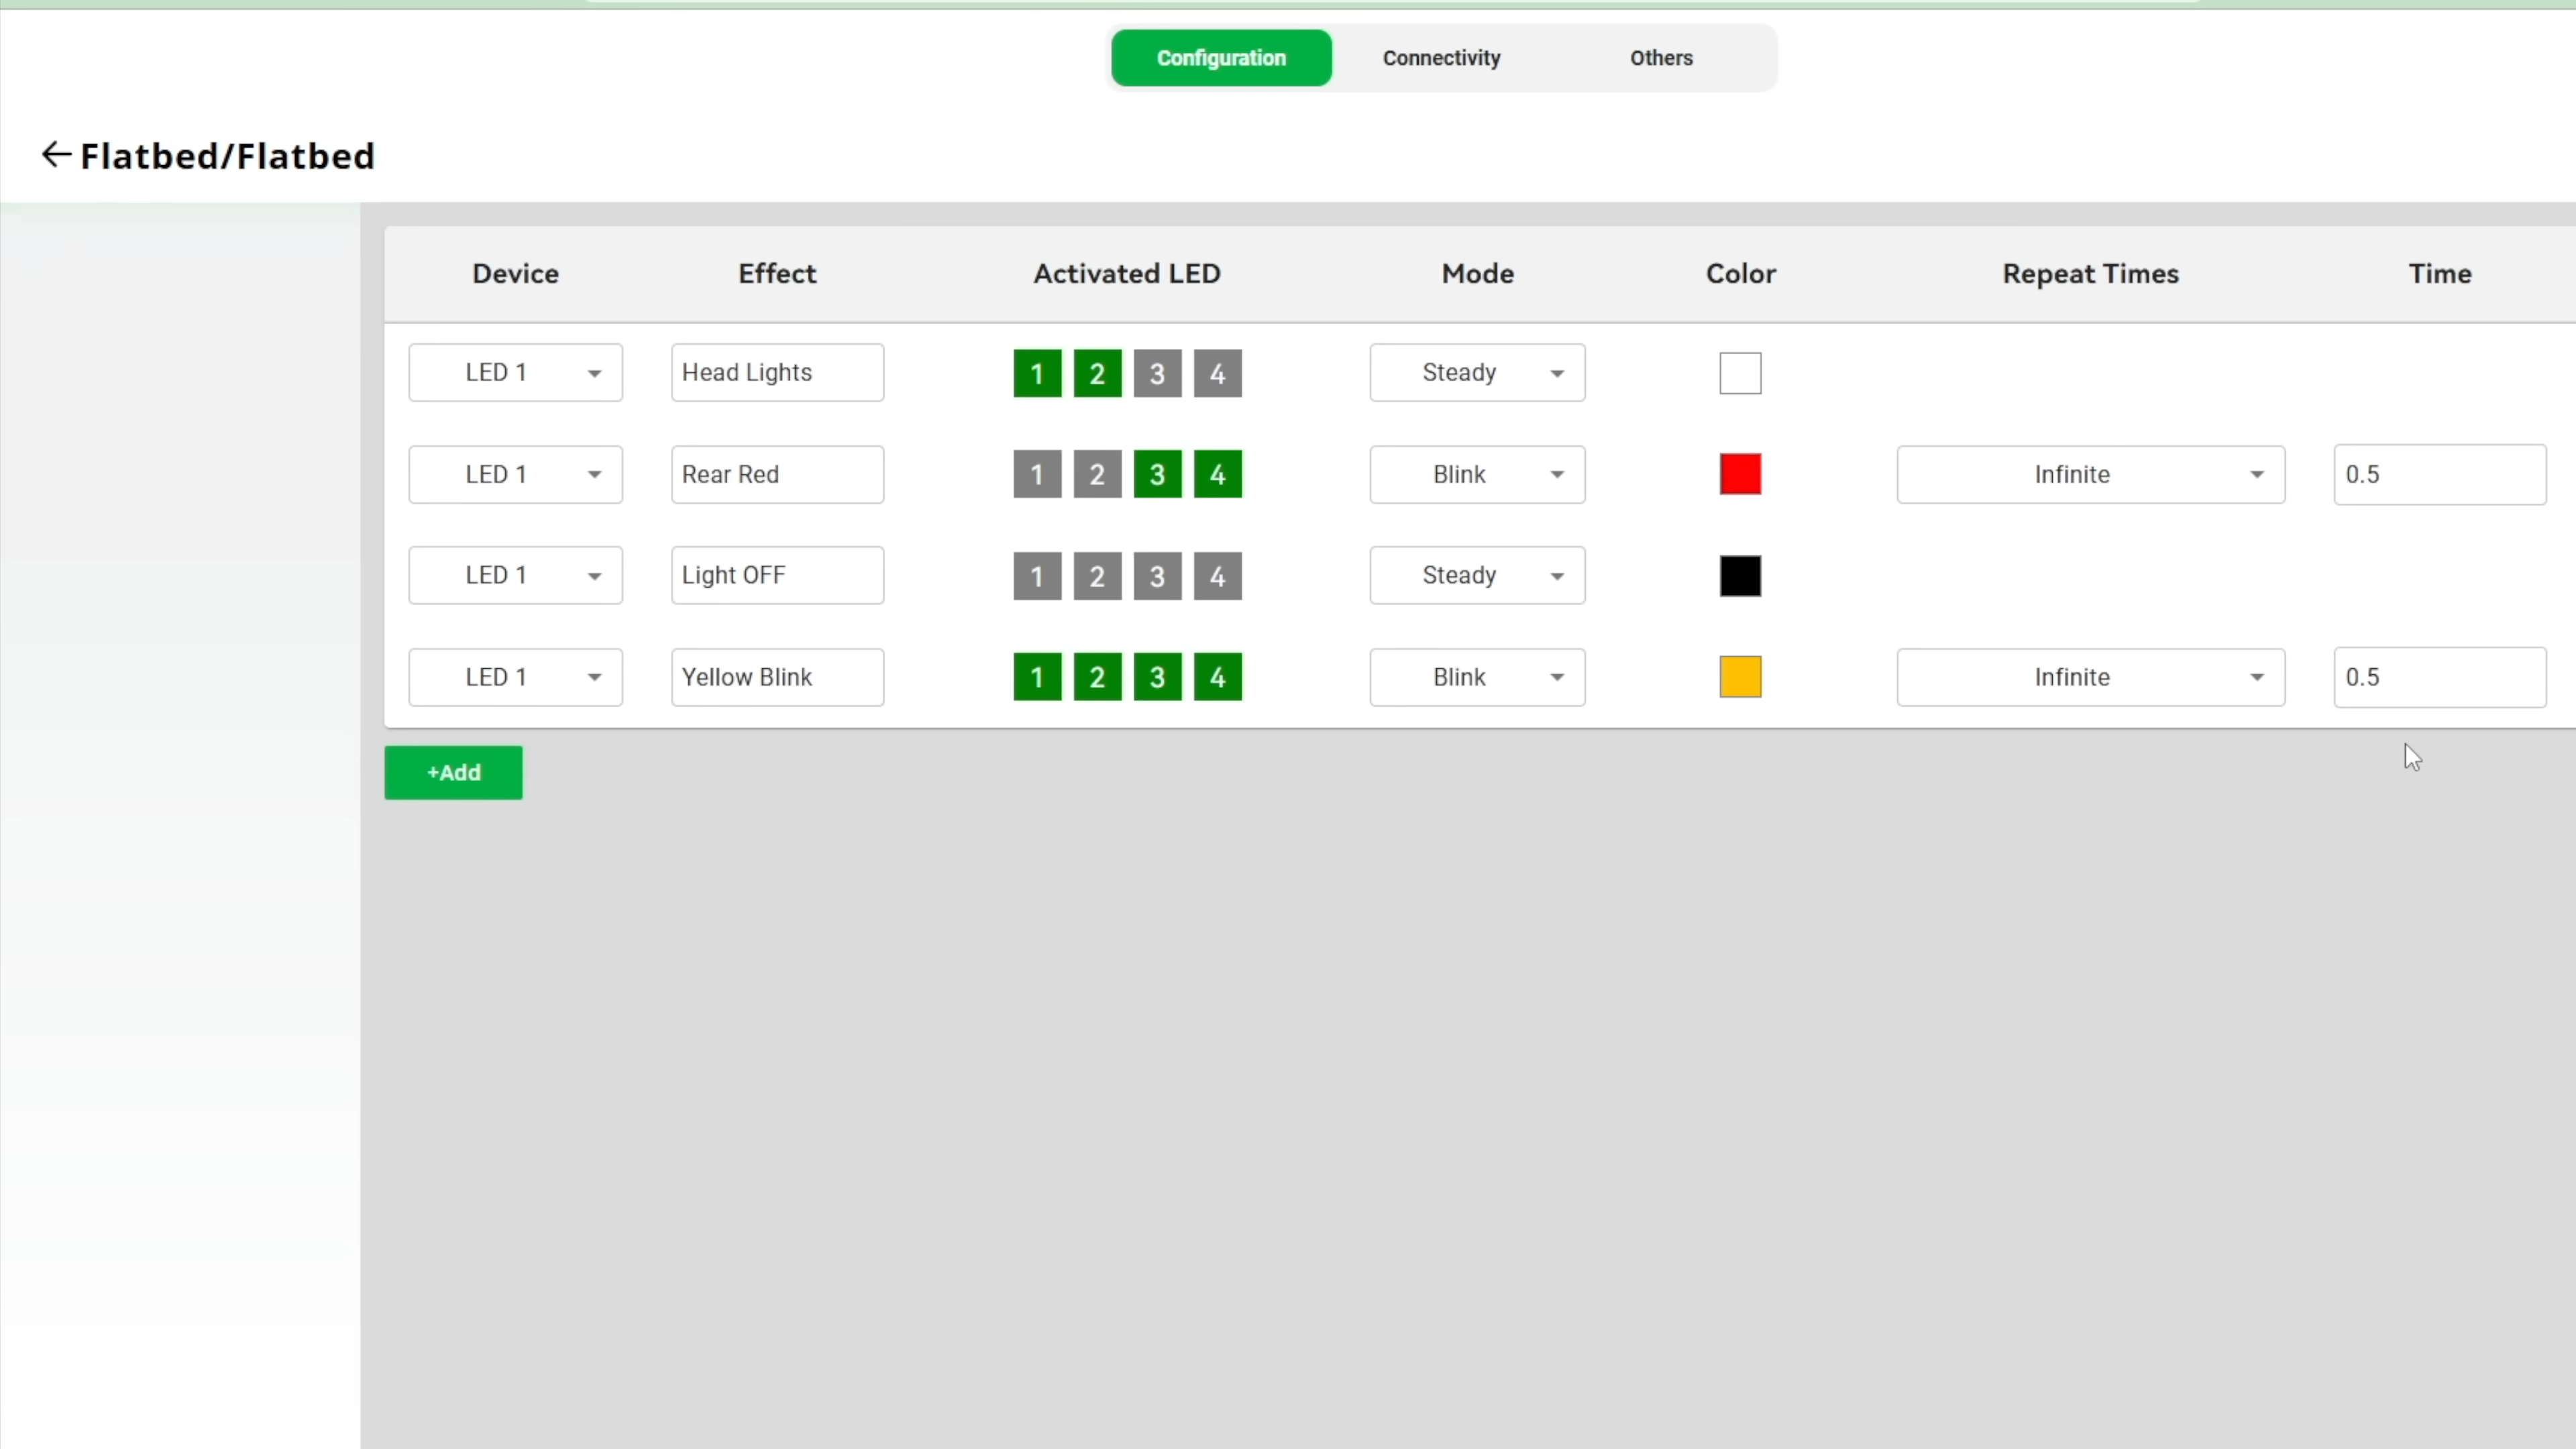 Configuration Connectivity Others
Flatbed/Flatbed
Device Effect Activated LED Mode Color Repeat Times Time
LED 1 Head Lights 1 2 3 4 Steady
LED 1 Rear Red 1 2 3 4 Blink Infinite 0.5
LED 1 Light OFF 1 2 3 4 Steady
LED 1 Yellow Blink 1 2 3 4 Blink Infinite 0.5
+Add